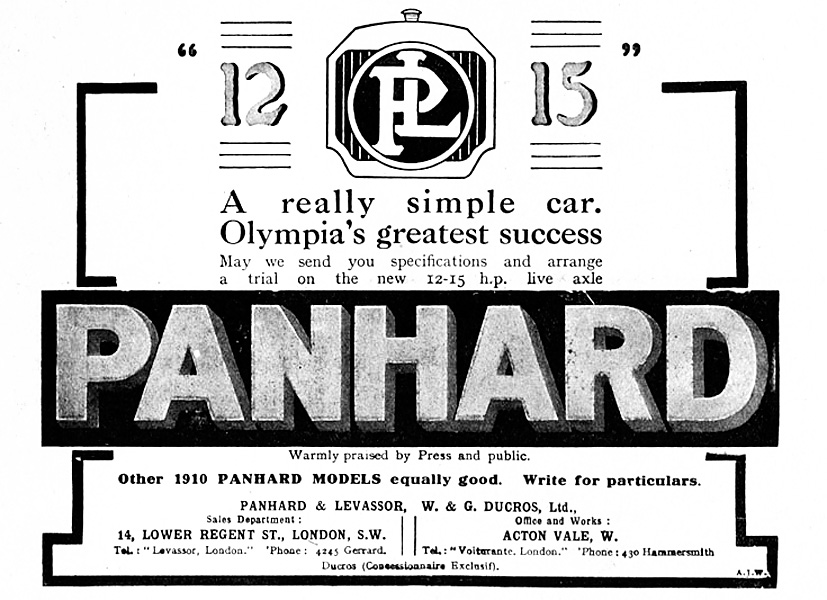 “ 12 PL 15 ”
A really simple car.
Olympia's greatest success
May we send you specifications and arrange
a trial on the new 12-15 h.p. live axle
PANHARD
Warmly praised by Press and public.
Other 1910 PANHARD MODELS equally good. Write for particulars.
PANHARD & LEVASSOR, W. & G. DUCROS, Ltd.,
Sales Department :
14, LOWER REGENT ST., LONDON, S.W.
Tel. : "Levassor, London." 'Phone : 4245 Gerrard.
Office and Works :
ACTON VALE, W.
Tel. : "Voiturante, London." 'Phone : 430 Hammersmith
Ducros (Concessionnaire Exclusif).
A.J.W.